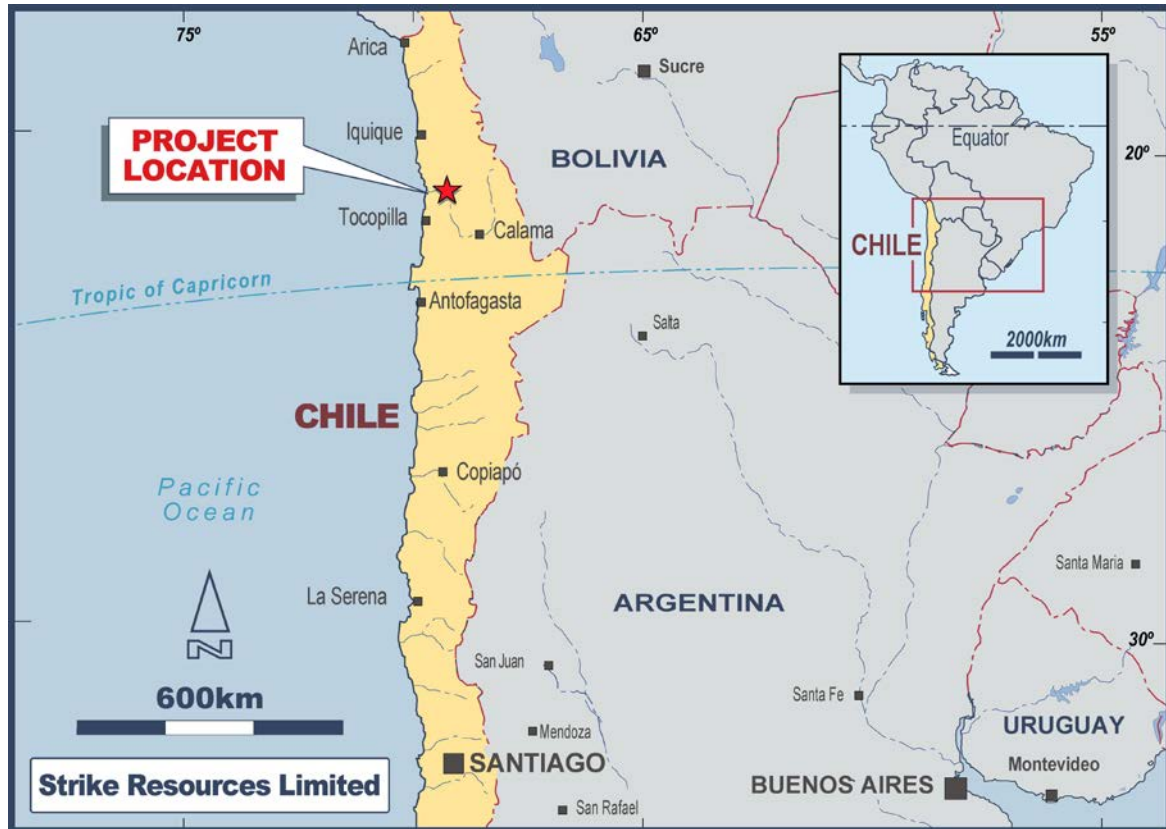 75º
65º
55º
Arica
Sucre
Iquique
PROJECT
LOCATION
BOLIVIA
Equator
20º
Tocopilla
Calama
CHILE
Tropic of Capricorn
Antofagasta
Salta
2000km
CHILE
Copiapó
Pacific
Ocean
Santa Maria
La Serena
ARGENTINA
30º
N
San Juan
Santa Fe
600km
Mendoza
URUGUAY
SANTIAGO
Montevideo
Strike Resources Limited
BUENOS AIRES
San Rafael